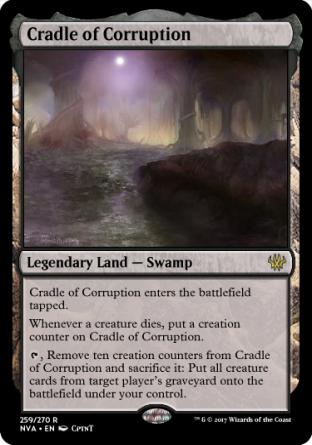 Cradle of Corruption
Legendary Land — Swamp
Cradle of Corruption enters the battlefield
tapped.
Whenever a creature dies, put a creation
counter on Cradle of Corruption.
, Remove ten creation counters from Cradle
of Corruption and sacrifice it: Put all creature
cards from target player's graveyard onto the
battlefield under your control.
259/270 R
NVA • EN CPTNT
™ & © 2017 Wizards of the Coast